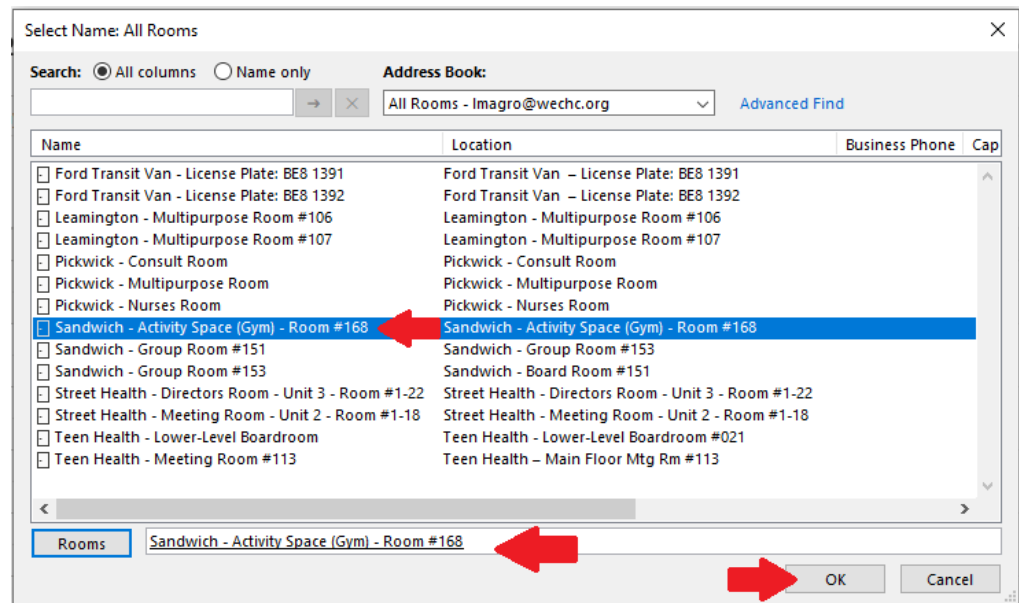 Select Name: All Rooms
Search: All columns Name only Address Book:
All Rooms - lmagro@wechc.org Advanced Find
Name Location Business Phone Cap
Ford Transit Van - License Plate: BE8 1391 Ford Transit Van – License Plate: BE8 1391
Ford Transit Van - License Plate: BE8 1392 Ford Transit Van – License Plate: BE8 1392
Leamington - Multipurpose Room #106 Leamington - Multipurpose Room #106
Leamington - Multipurpose Room #107 Leamington - Multipurpose Room #107
Pickwick - Consult Room Pickwick - Consult Room
Pickwick - Multipurpose Room Pickwick - Multipurpose Room
Pickwick - Nurses Room Pickwick - Nurses Room
Sandwich - Activity Space (Gym) - Room #168 Sandwich - Activity Space (Gym) - Room #168
Sandwich - Group Room #151 Sandwich - Group Room #153
Sandwich - Group Room #153 Sandwich - Board Room #151
Street Health - Directors Room - Unit 3 - Room #1-22 Street Health - Directors Room - Unit 3 - Room #1-22
Street Health - Meeting Room - Unit 2 - Room #1-18 Street Health - Meeting Room - Unit 2 - Room #1-18
Teen Health - Lower-Level Boardroom Teen Health - Lower-Level Boardroom #021
Teen Health - Meeting Room #113 Teen Health – Main Floor Mtg Rm #113
Rooms Sandwich - Activity Space (Gym) - Room #168
OK Cancel